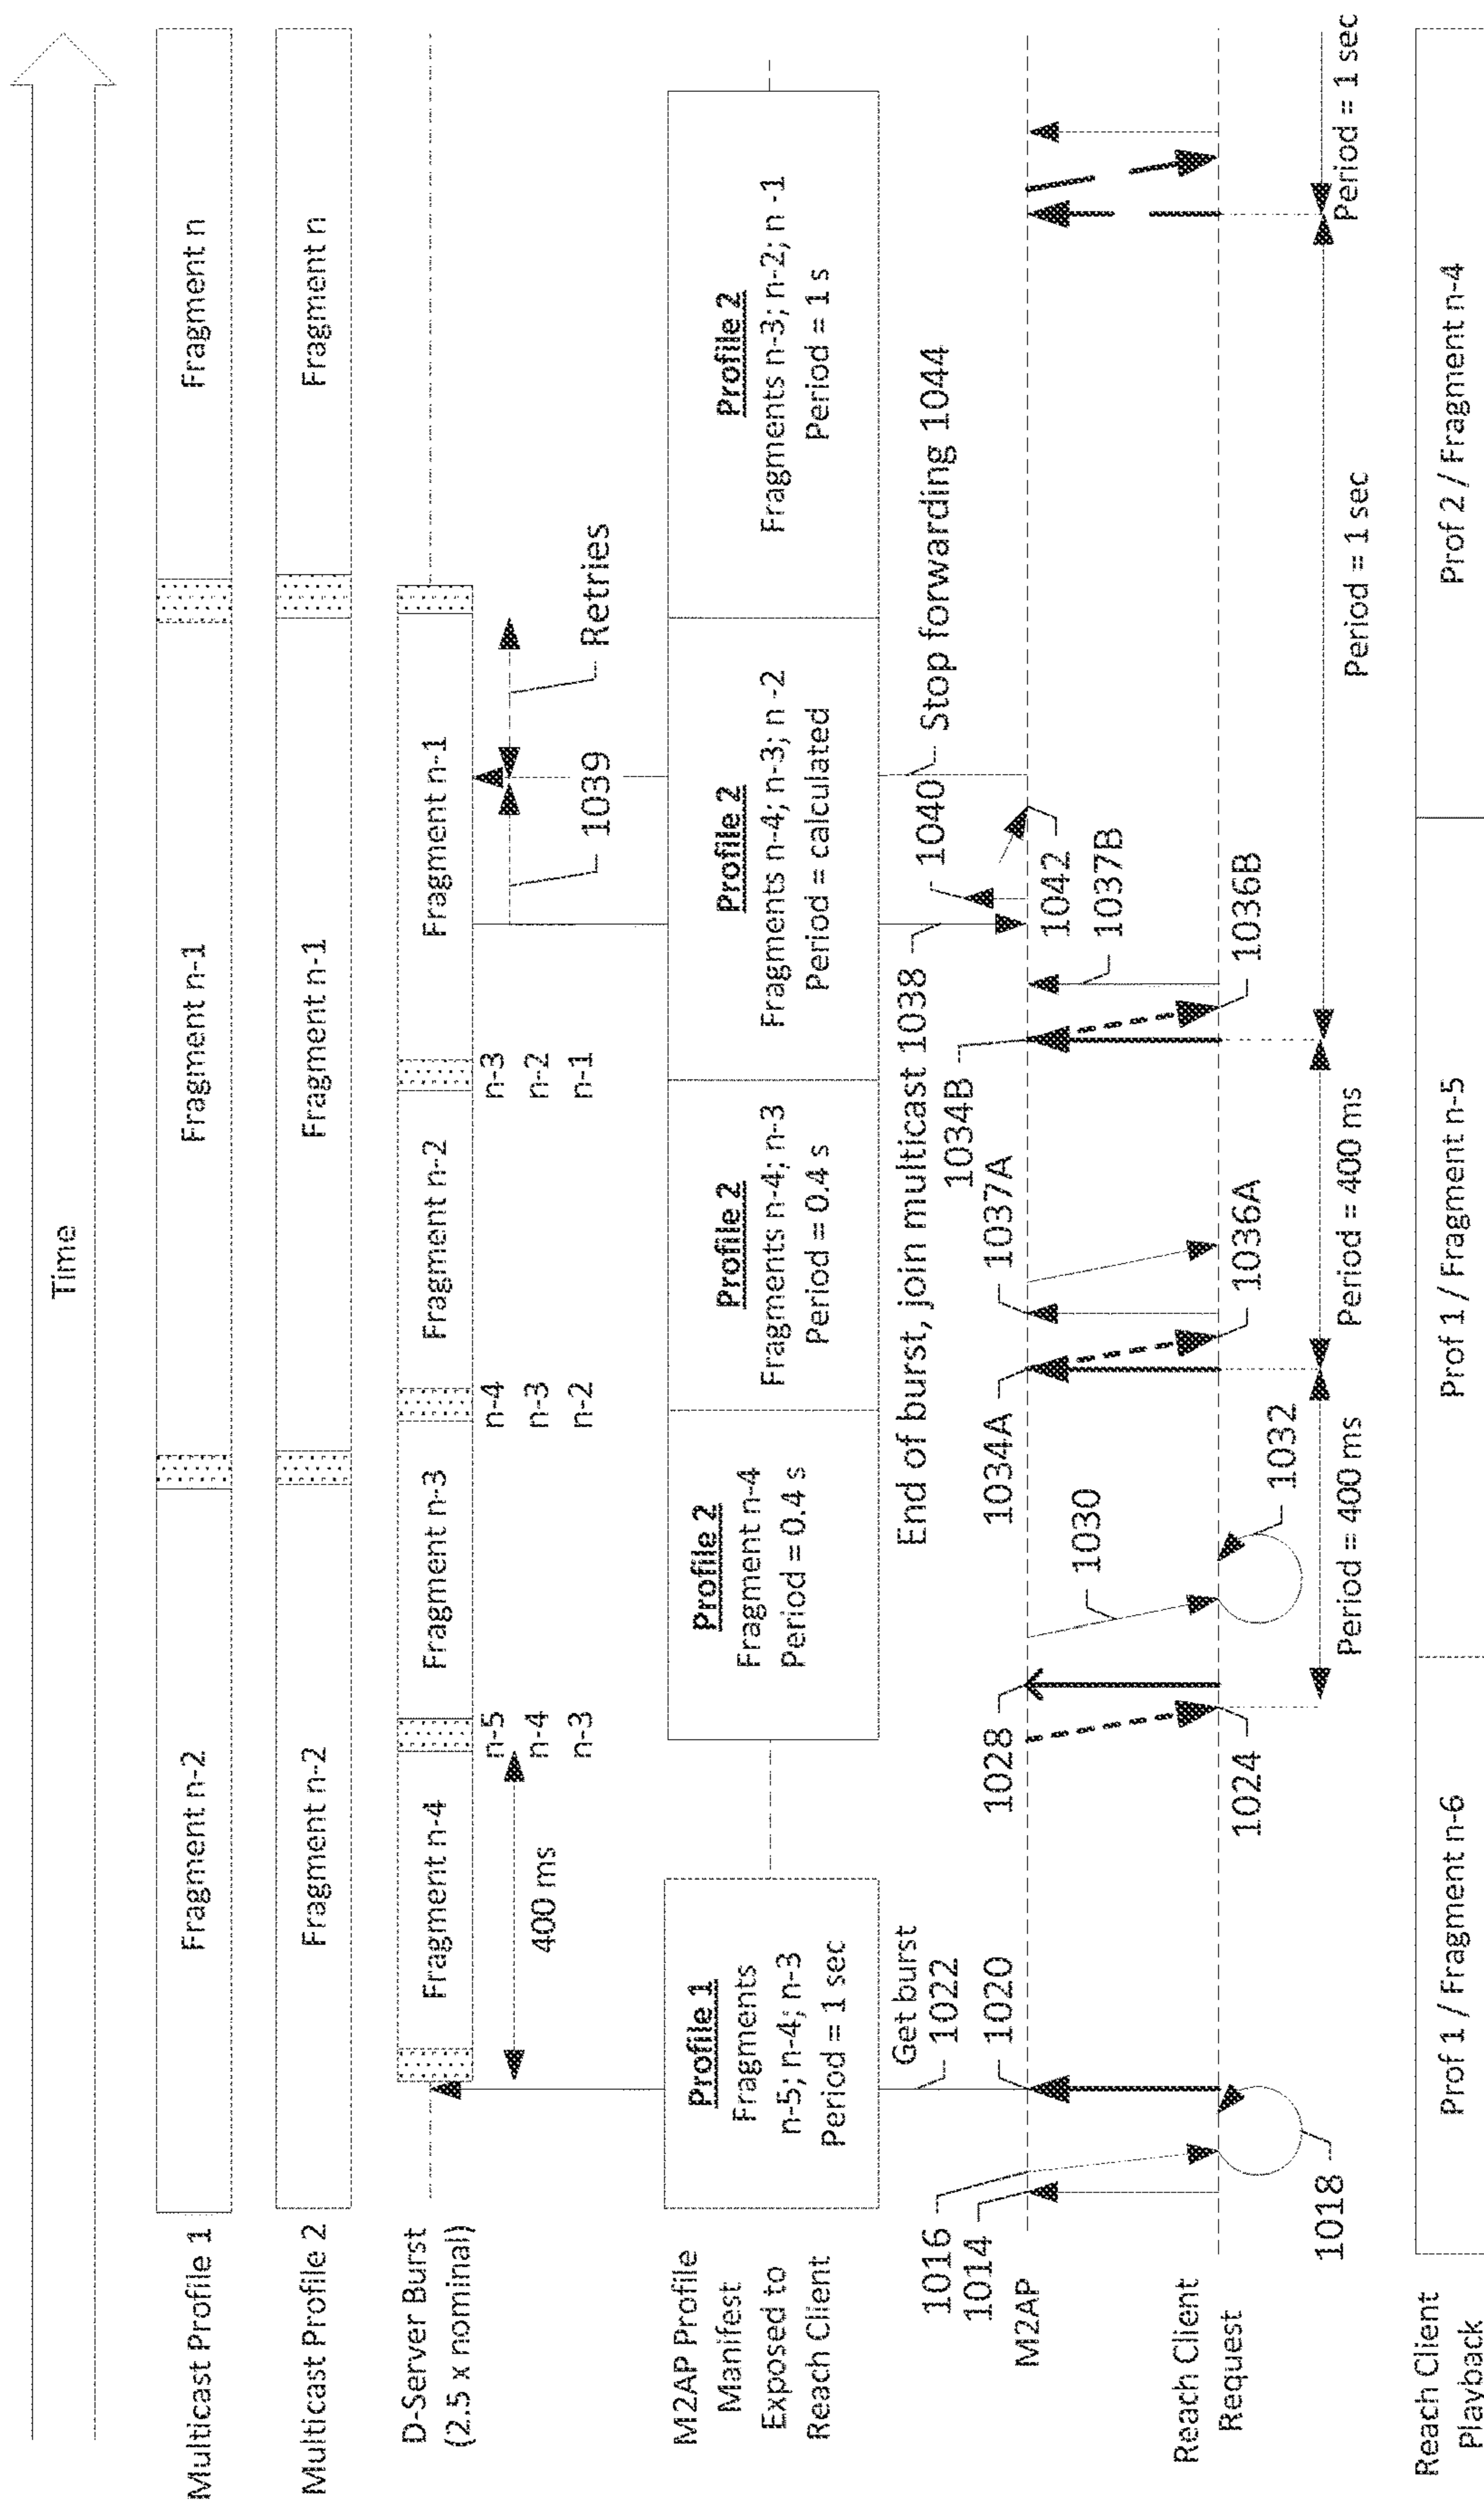 Time
Multicast Profile 1
Fragment n-2
Fragment n-1
Fragment n
Multicast Profile 2
Fragment n-2
Fragment n-1
Fragment n
D-Server Burst
(2.5 x nominal)
Fragment n-4
Fragment n-3
Fragment n-2
Fragment n-1
400 ms
n-5
n-4
n-3
n-4
n-3
n-2
n-3
n-2
n-1
1039
Retries
M2AP Profile
Manifest
Exposed to
Reach Client
Profile 1
Fragments
n-5; n-4; n-3
Period = 1 sec
Profile 2
Fragment n-4
Period = 0.4 s
Profile 2
Fragments n-4; n-3
Period = 0.4 s
Profile 2
Fragments n-4; n-3; n -2
Period = calculated
Profile 2
Fragments n-3; n-2; n -1
Period = 1 s
Get burst
1022
End of burst, join multicast 1038
1040
Stop forwarding 1044
M2AP
1016
1014
1020
1028
1030
1034A
1037A
1034B
1042
1037B
Reach Client
Request
1018
1024
1032
1036A
1036B
Period = 400 ms
Period = 400 ms
Period = 1 sec
Period = 1 sec
Reach Client
Playback
Prof 1 / Fragment n-6
Prof 1 / Fragment n-5
Prof 2 / Fragment n-4